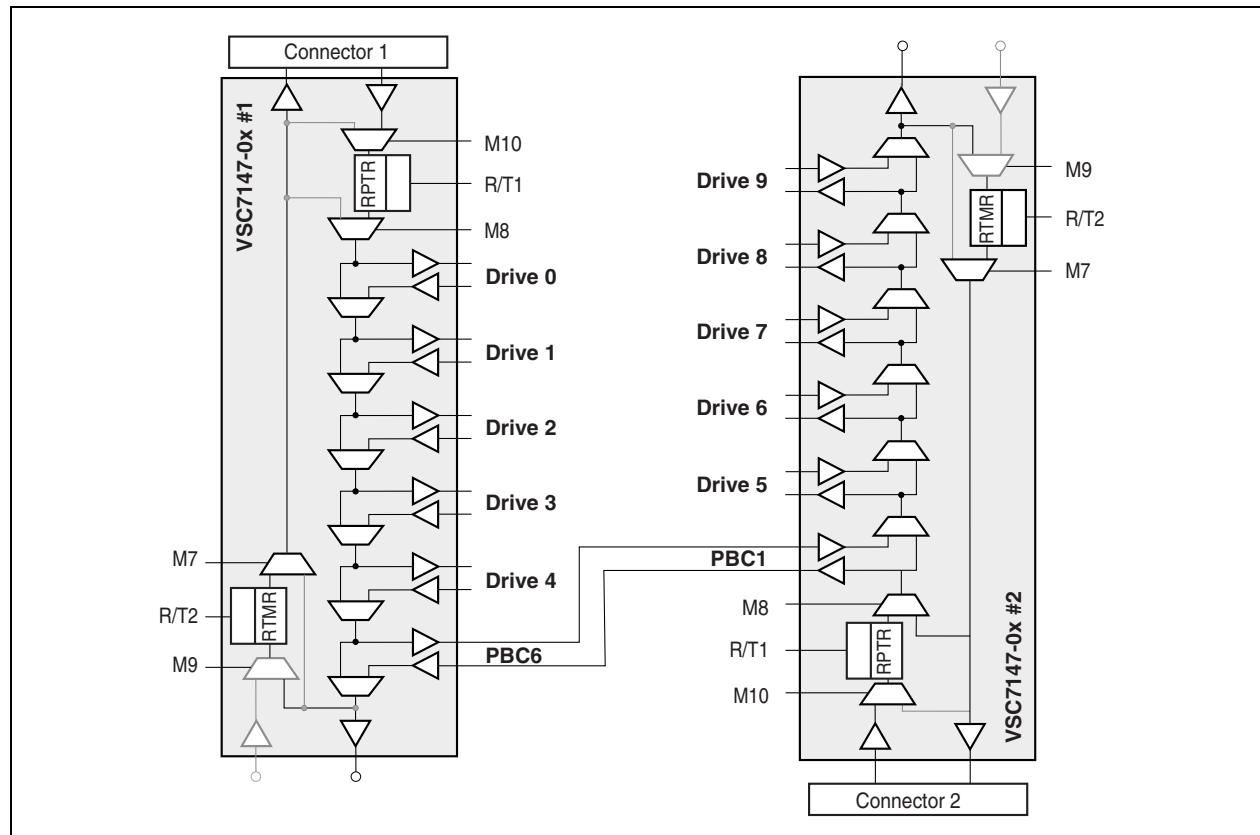 Connector 1
VSC7147-0x #1
M10
RPTR
R/T1
M8
Drive 0
Drive 1
Drive 2
Drive 3
Drive 4
M7
R/T2
RTMR
M9
PBC6
Drive 9
M9
RTMR
R/T2
Drive 8
M7
Drive 7
Drive 6
Drive 5
PBC1
M8
R/T1
RPTR
M10
VSC7147-0x #2
Connector 2